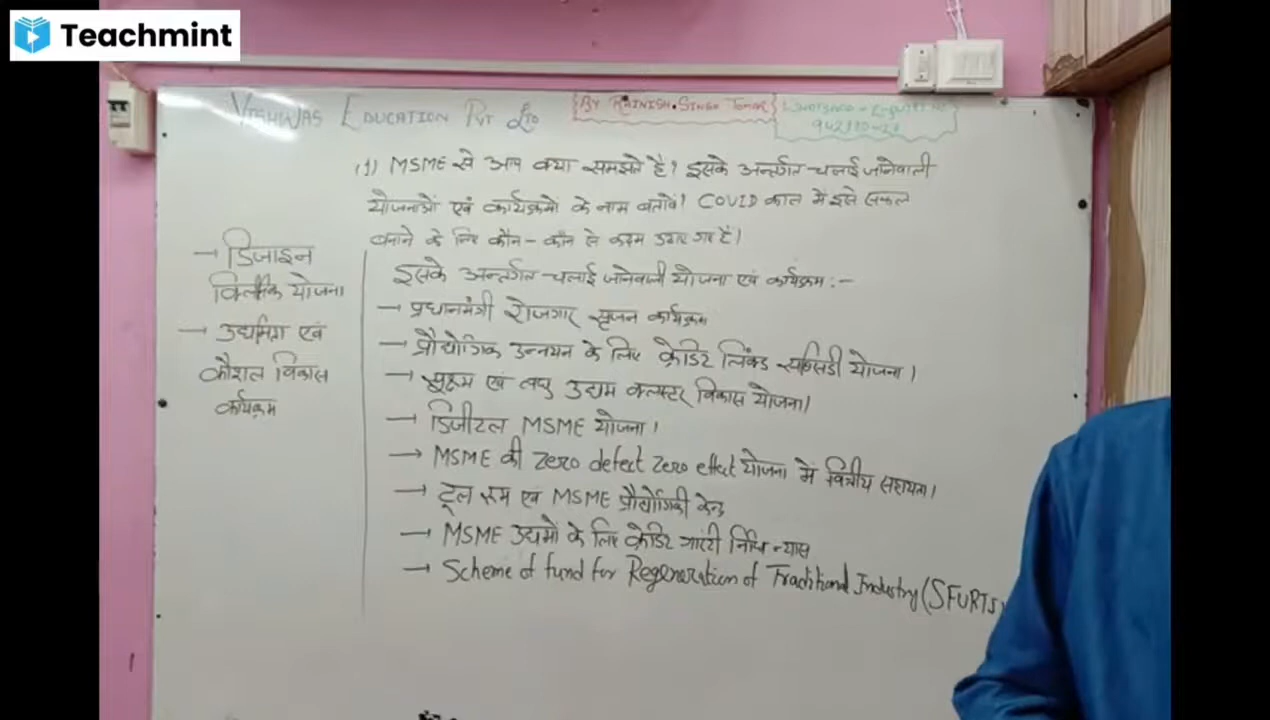 Teachmint
VISHWAS EDUCATION PVT LTD
BY RAJNISH SINGH TOMAR
(1) MSME से आप क्या समझते है? इसके अन्तर्गत चलाई जानेवाली
योजनाओं एवं कार्यक्रमो के नाम बतावें। COVID काल में इसे सफल
बनाने के लिए कौन-कौन से कदम उठाए गए हैं।
इसके अन्तर्गत चलाई जानेवाली योजना एवं कार्यक्रम :-
→ प्रधानमंत्री रोजगार सृजन कार्यक्रम
→ प्रौद्योगिक उन्नयन के लिए क्रेडिट लिंक्ड सब्सिडी योजना।
→ सूक्ष्म एवं लघु उद्यम क्लस्टर विकास योजना।
→ डिजीटल MSME योजना।
→ MSME की Zero defect Zero effect योजना में वित्तीय सहायता।
→ टूल रूम एवं MSME प्रौद्योगिकी केन्द्र
→ MSME उद्यमों के लिए क्रेडिट गारंटी निधि न्यास
→ Scheme of fund for Regeneration of Traditional Industry (SFURTI)
→ डिजाइन
क्लिनिक योजना
→ उद्यमिता एवं
कौशल विकास
कार्यक्रम